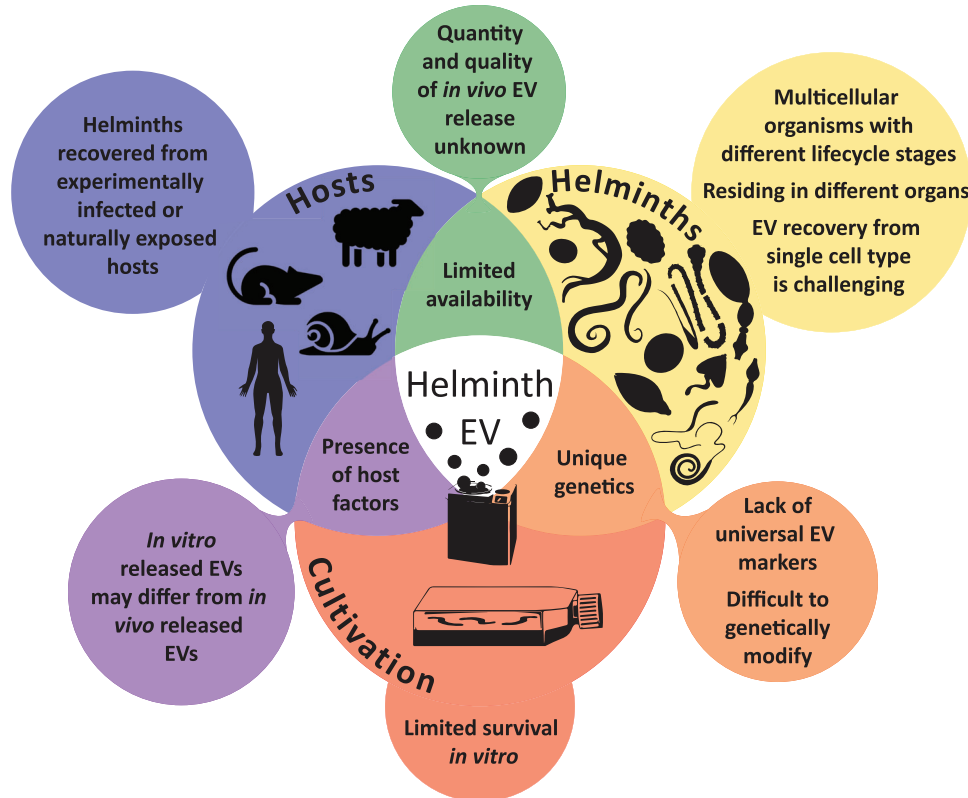 Quantity
and quality
of in vivo EV
release
unknown
Helminths
recovered from
experimentally
infected or
naturally exposed
hosts
Multicellular
organisms with
different lifecycle stages
Residing in different organs
EV recovery from
single cell type
is challenging
Hosts
Helminths
Limited
availability
Helminth
EV
Presence
of host
factors
Unique
genetics
In vitro
released EVs
may differ from in
vivo released
EVs
Lack of
universal EV
markers
Difficult to
genetically
modify
Cultivation
Limited survival
in vitro